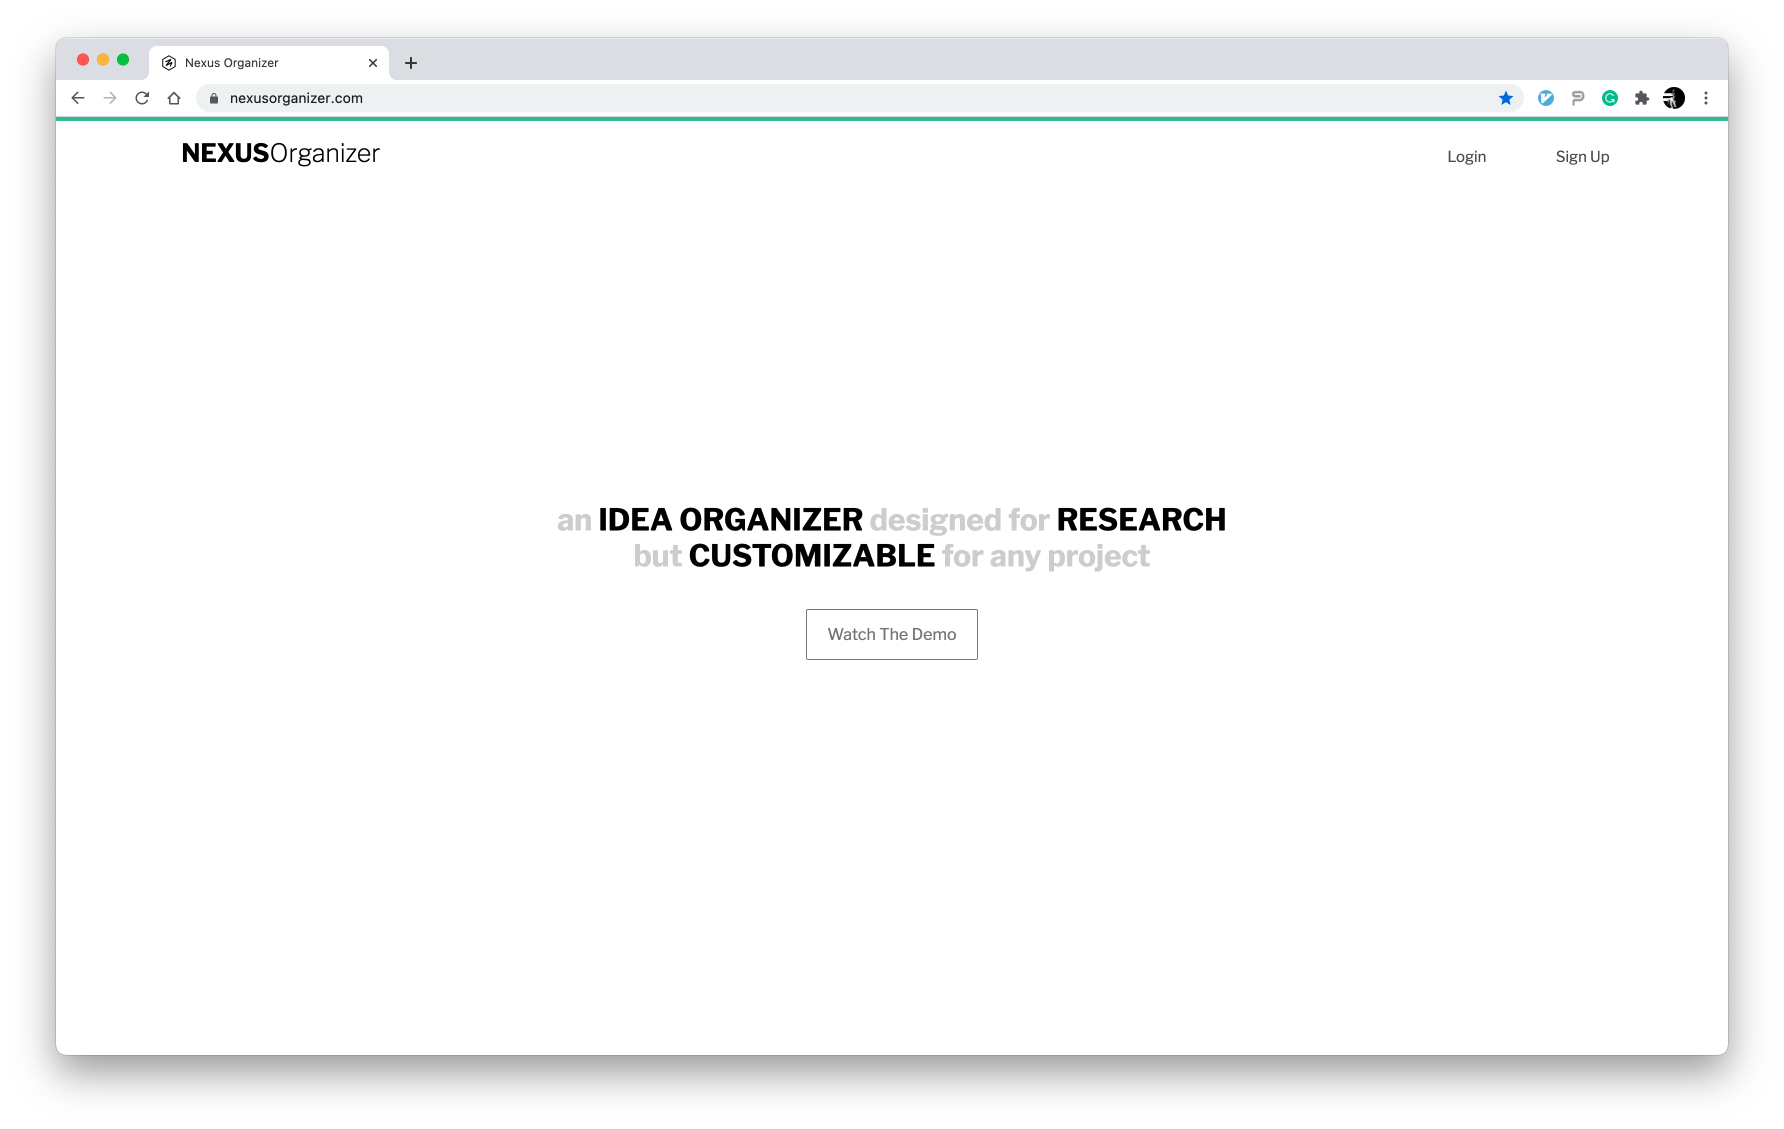 Nexus Organizer
nexusorganizer.com
NEXUSOrganizer
Login
Sign Up
an IDEA ORGANIZER designed for RESEARCH
but CUSTOMIZABLE for any project
Watch The Demo